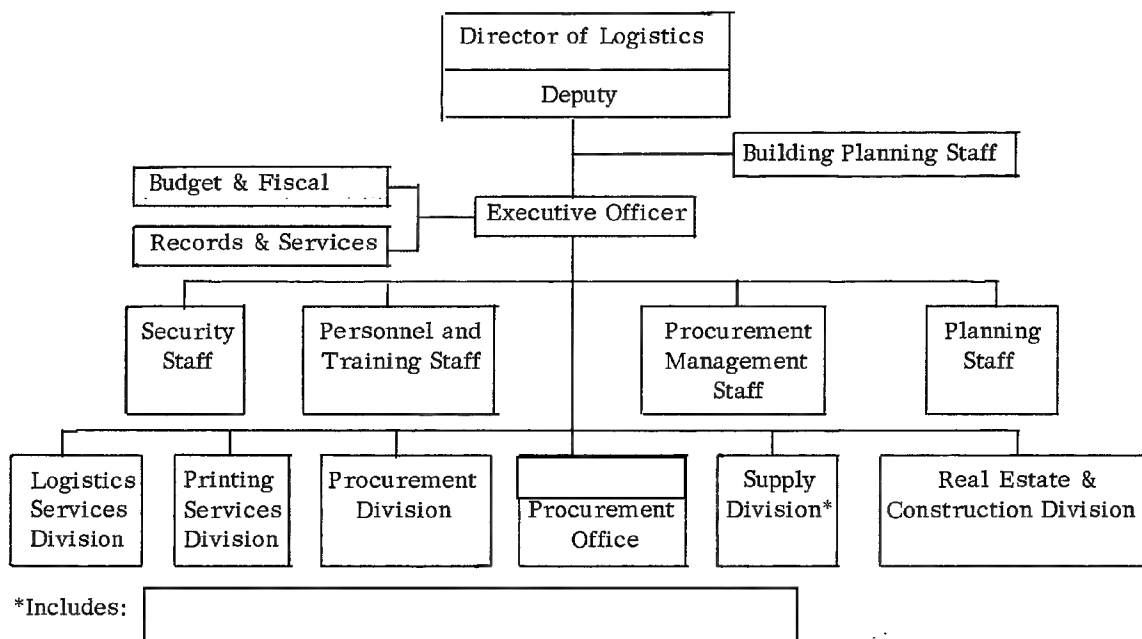 Director of Logistics
Deputy
Building Planning Staff
Budget & Fiscal
Executive Officer
Records & Services
Security
Staff
Personnel and
Training Staff
Procurement
Management
Staff
Planning
Staff
Logistics
Services
Division
Printing
Services
Division
Procurement
Division
Procurement
Office
Supply
Division*
Real Estate &
Construction Division
*Includes: